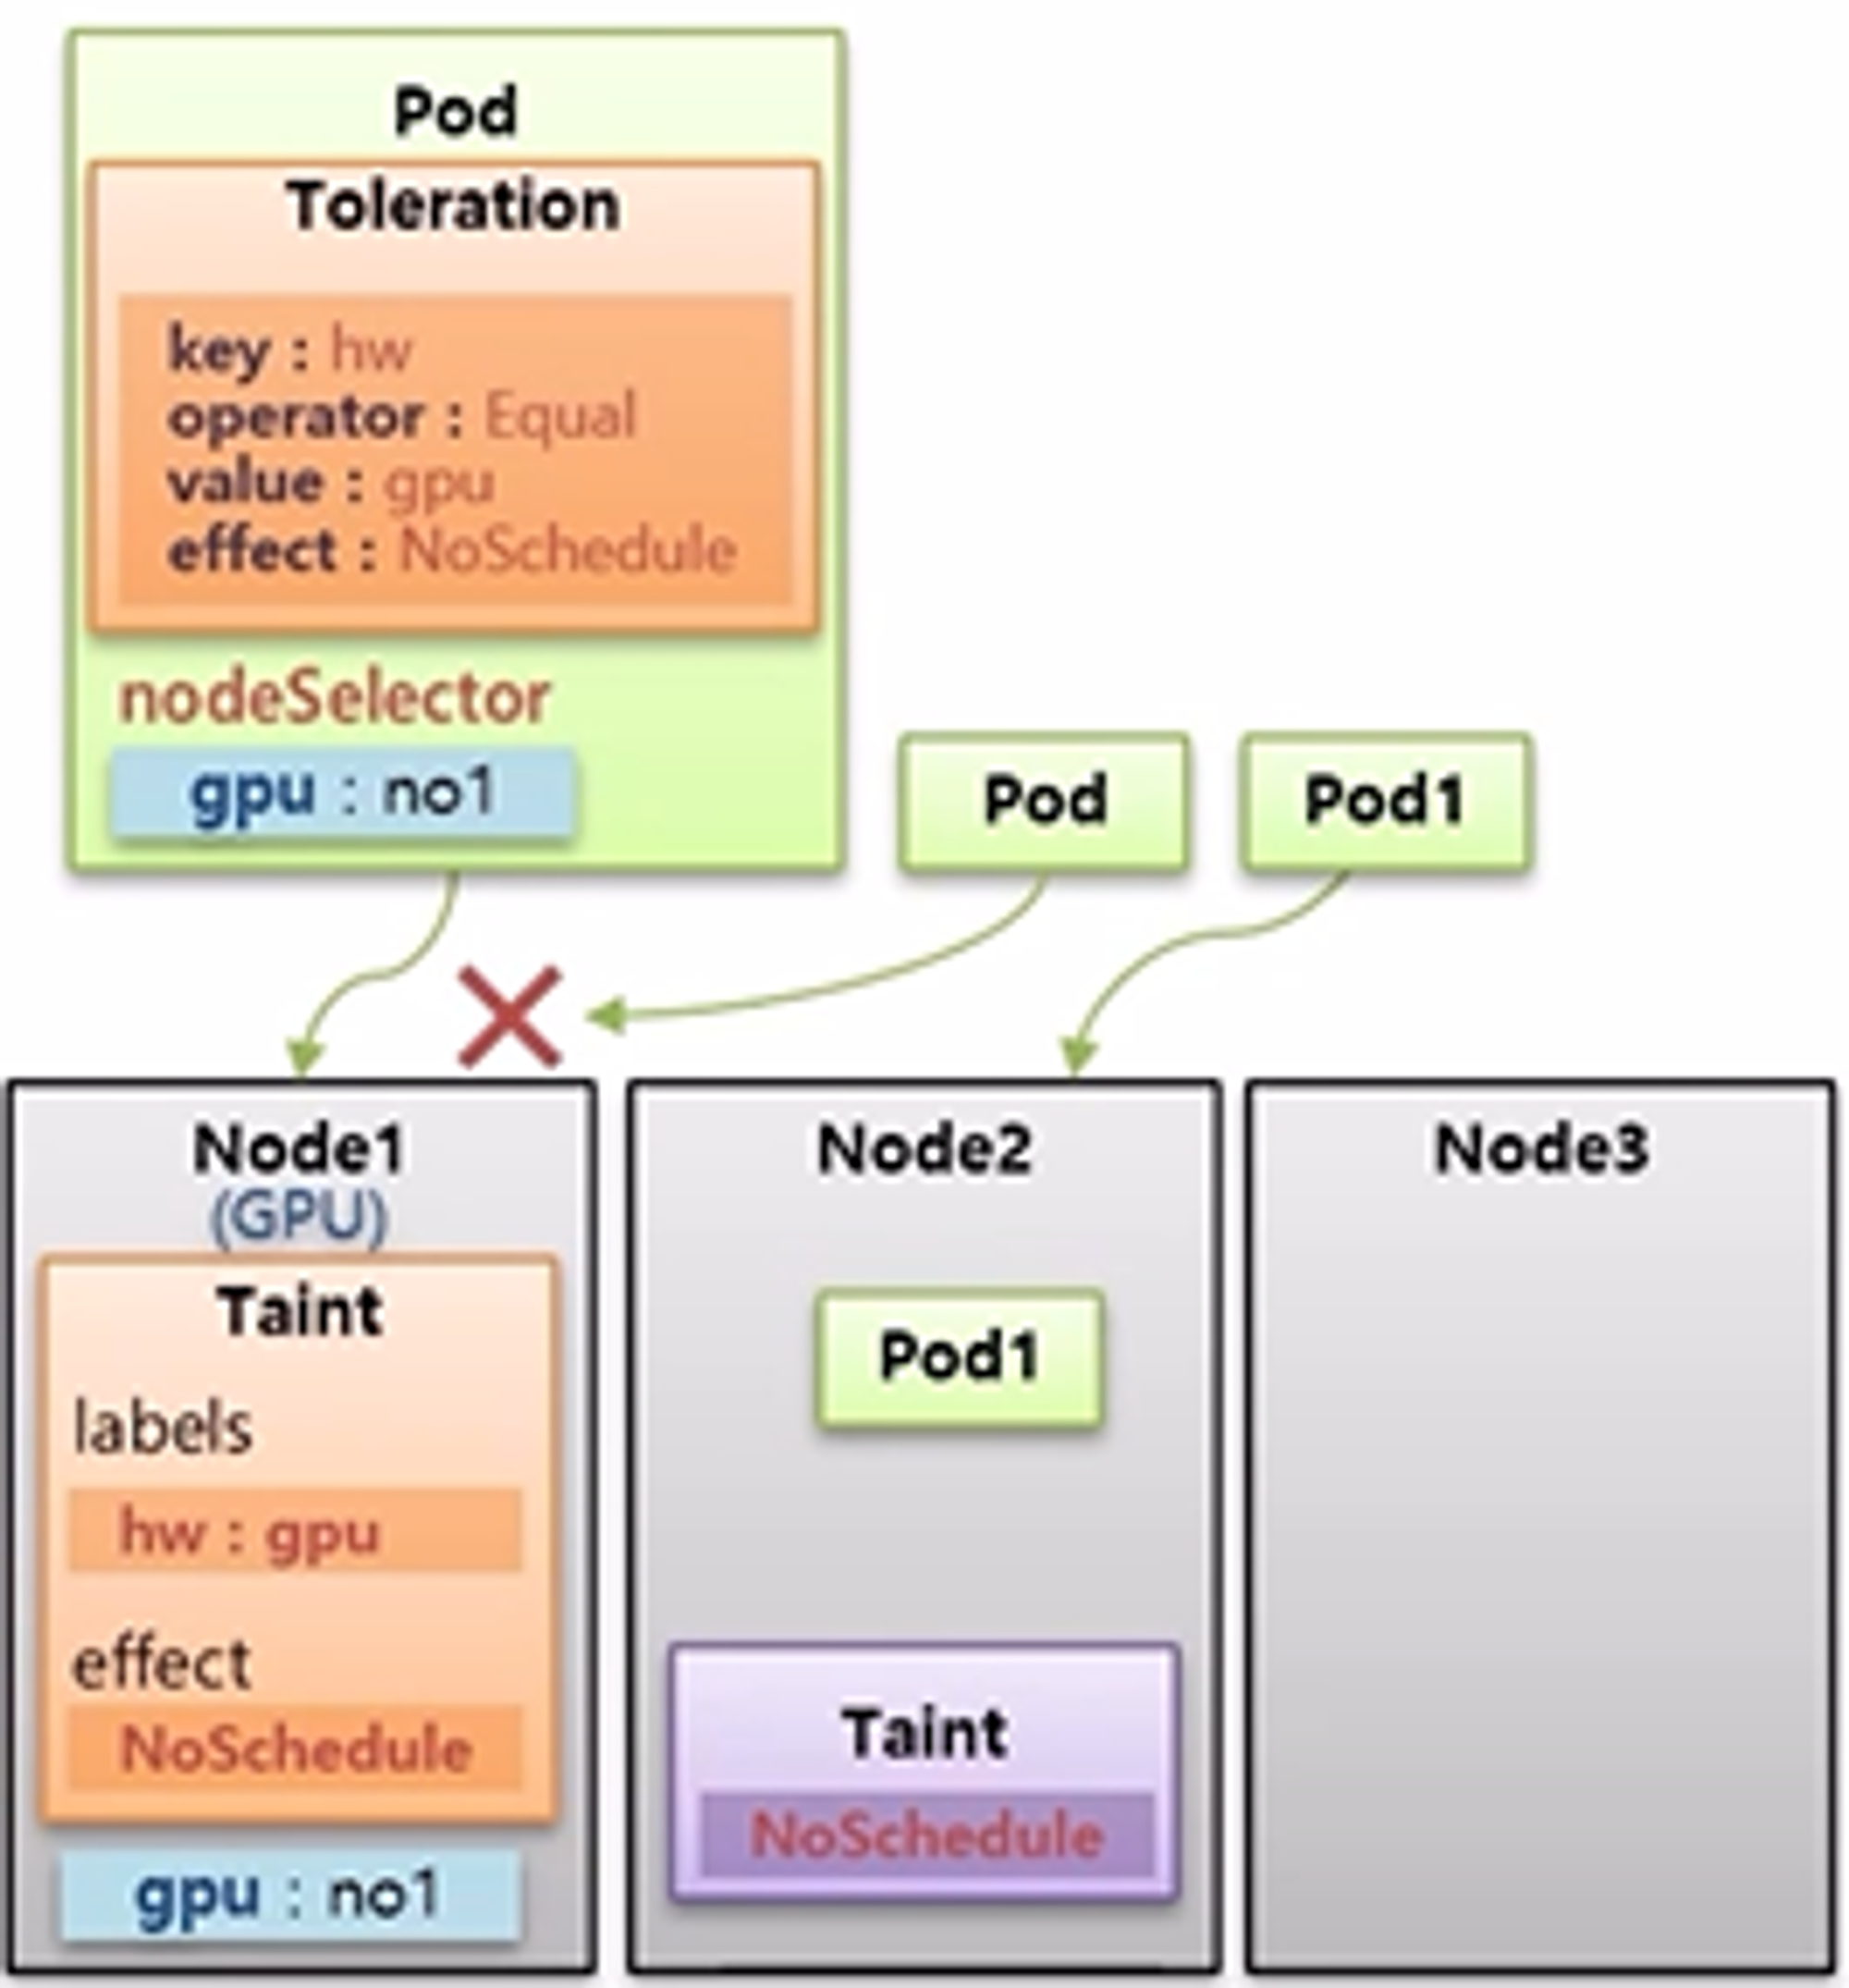 Pod
Toleration
key : hw
operator : Equal
value : gpu
effect : NoSchedule
nodeSelector
gpu : no1
Pod
Pod1
Node1
(GPU)
Taint
labels
hw : gpu
effect
NoSchedule
gpu : no1
Node2
Pod1
Taint
NoSchedule
Node3